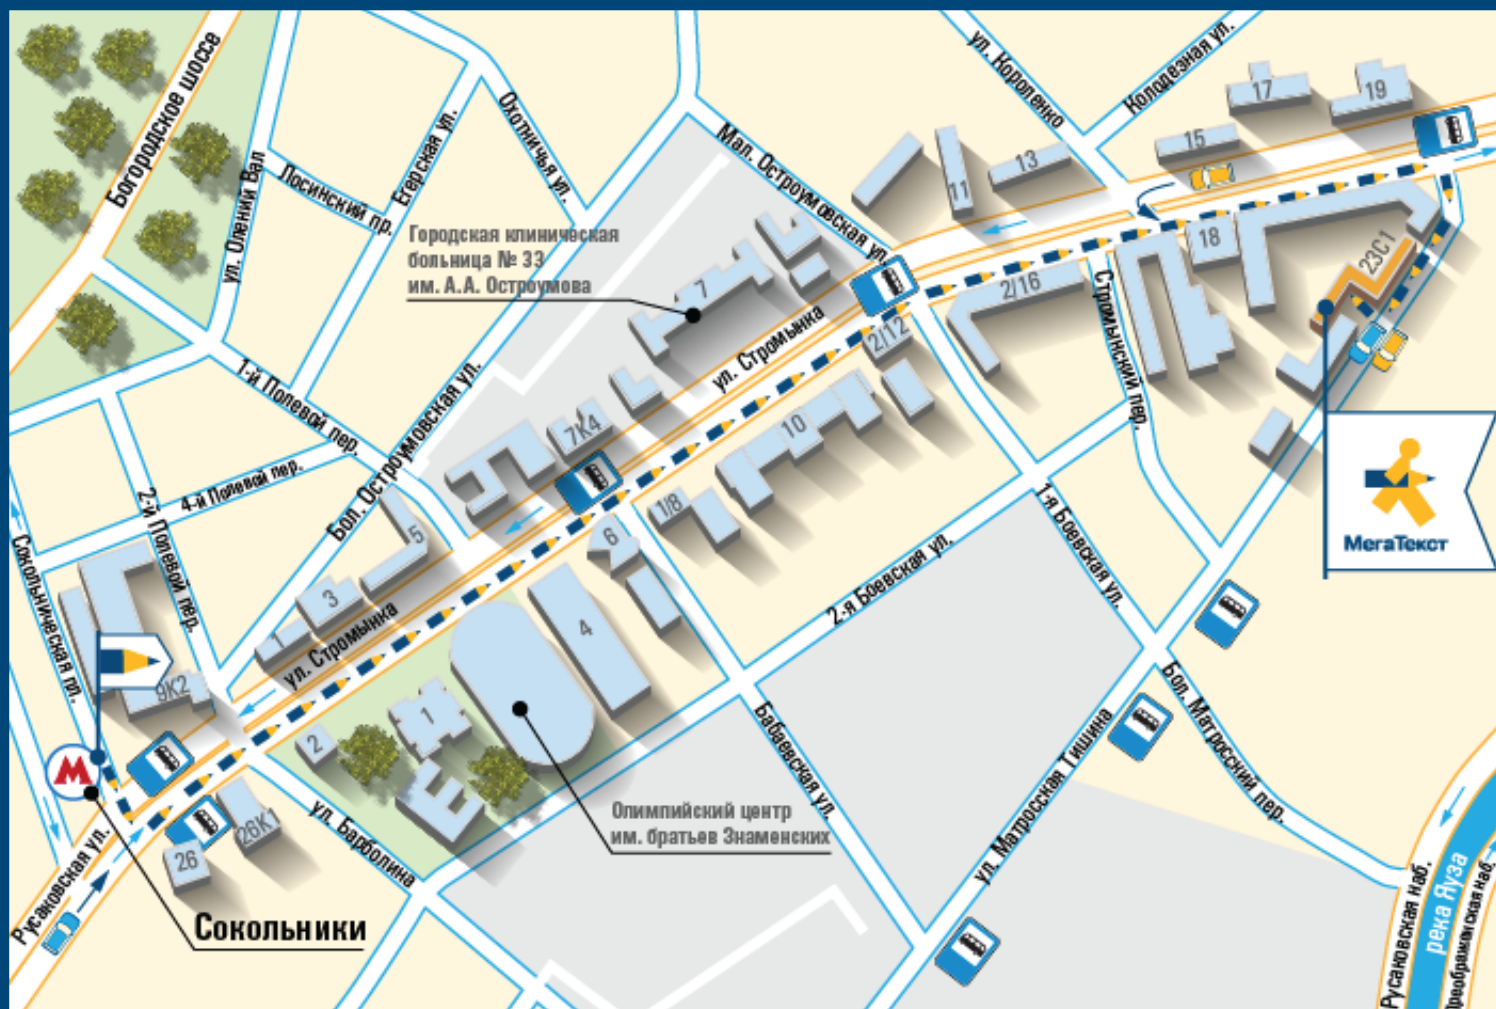 Богородское шоссе
ул. Олений Вал
Лосинский пр.
Егерская ул.
Охотничья ул.
Мал. Остроумовская ул.
ул. Короленко
Колодезная ул.
17
19
15
13
11
18
2/16
23С1
Городская клиническая
больница № 33
им. А.А. Остроумова
7
ул. Стромынка
2/12
Стромынский пер.
1-й Полевой пер.
Бол. Остроумовская ул.
7К4
10
4-й Полевой пер.
2-й Полевой пер.
5
1/8
6
1-я Боевская ул.
2-я Боевская ул.
МегаТекст
Сокольническая пл.
3
1
ул. Стромынка
4
9К2
1
2
Бабаевская ул.
Бол. Матросский пер.
ул. Матросская Тишина
М
26К1
26
ул. Барболина
Олимпийский центр
им. братьев Знаменских
Русаковская ул.
Сокольники
Русаковская наб.
река Яуза
Преображенская наб.